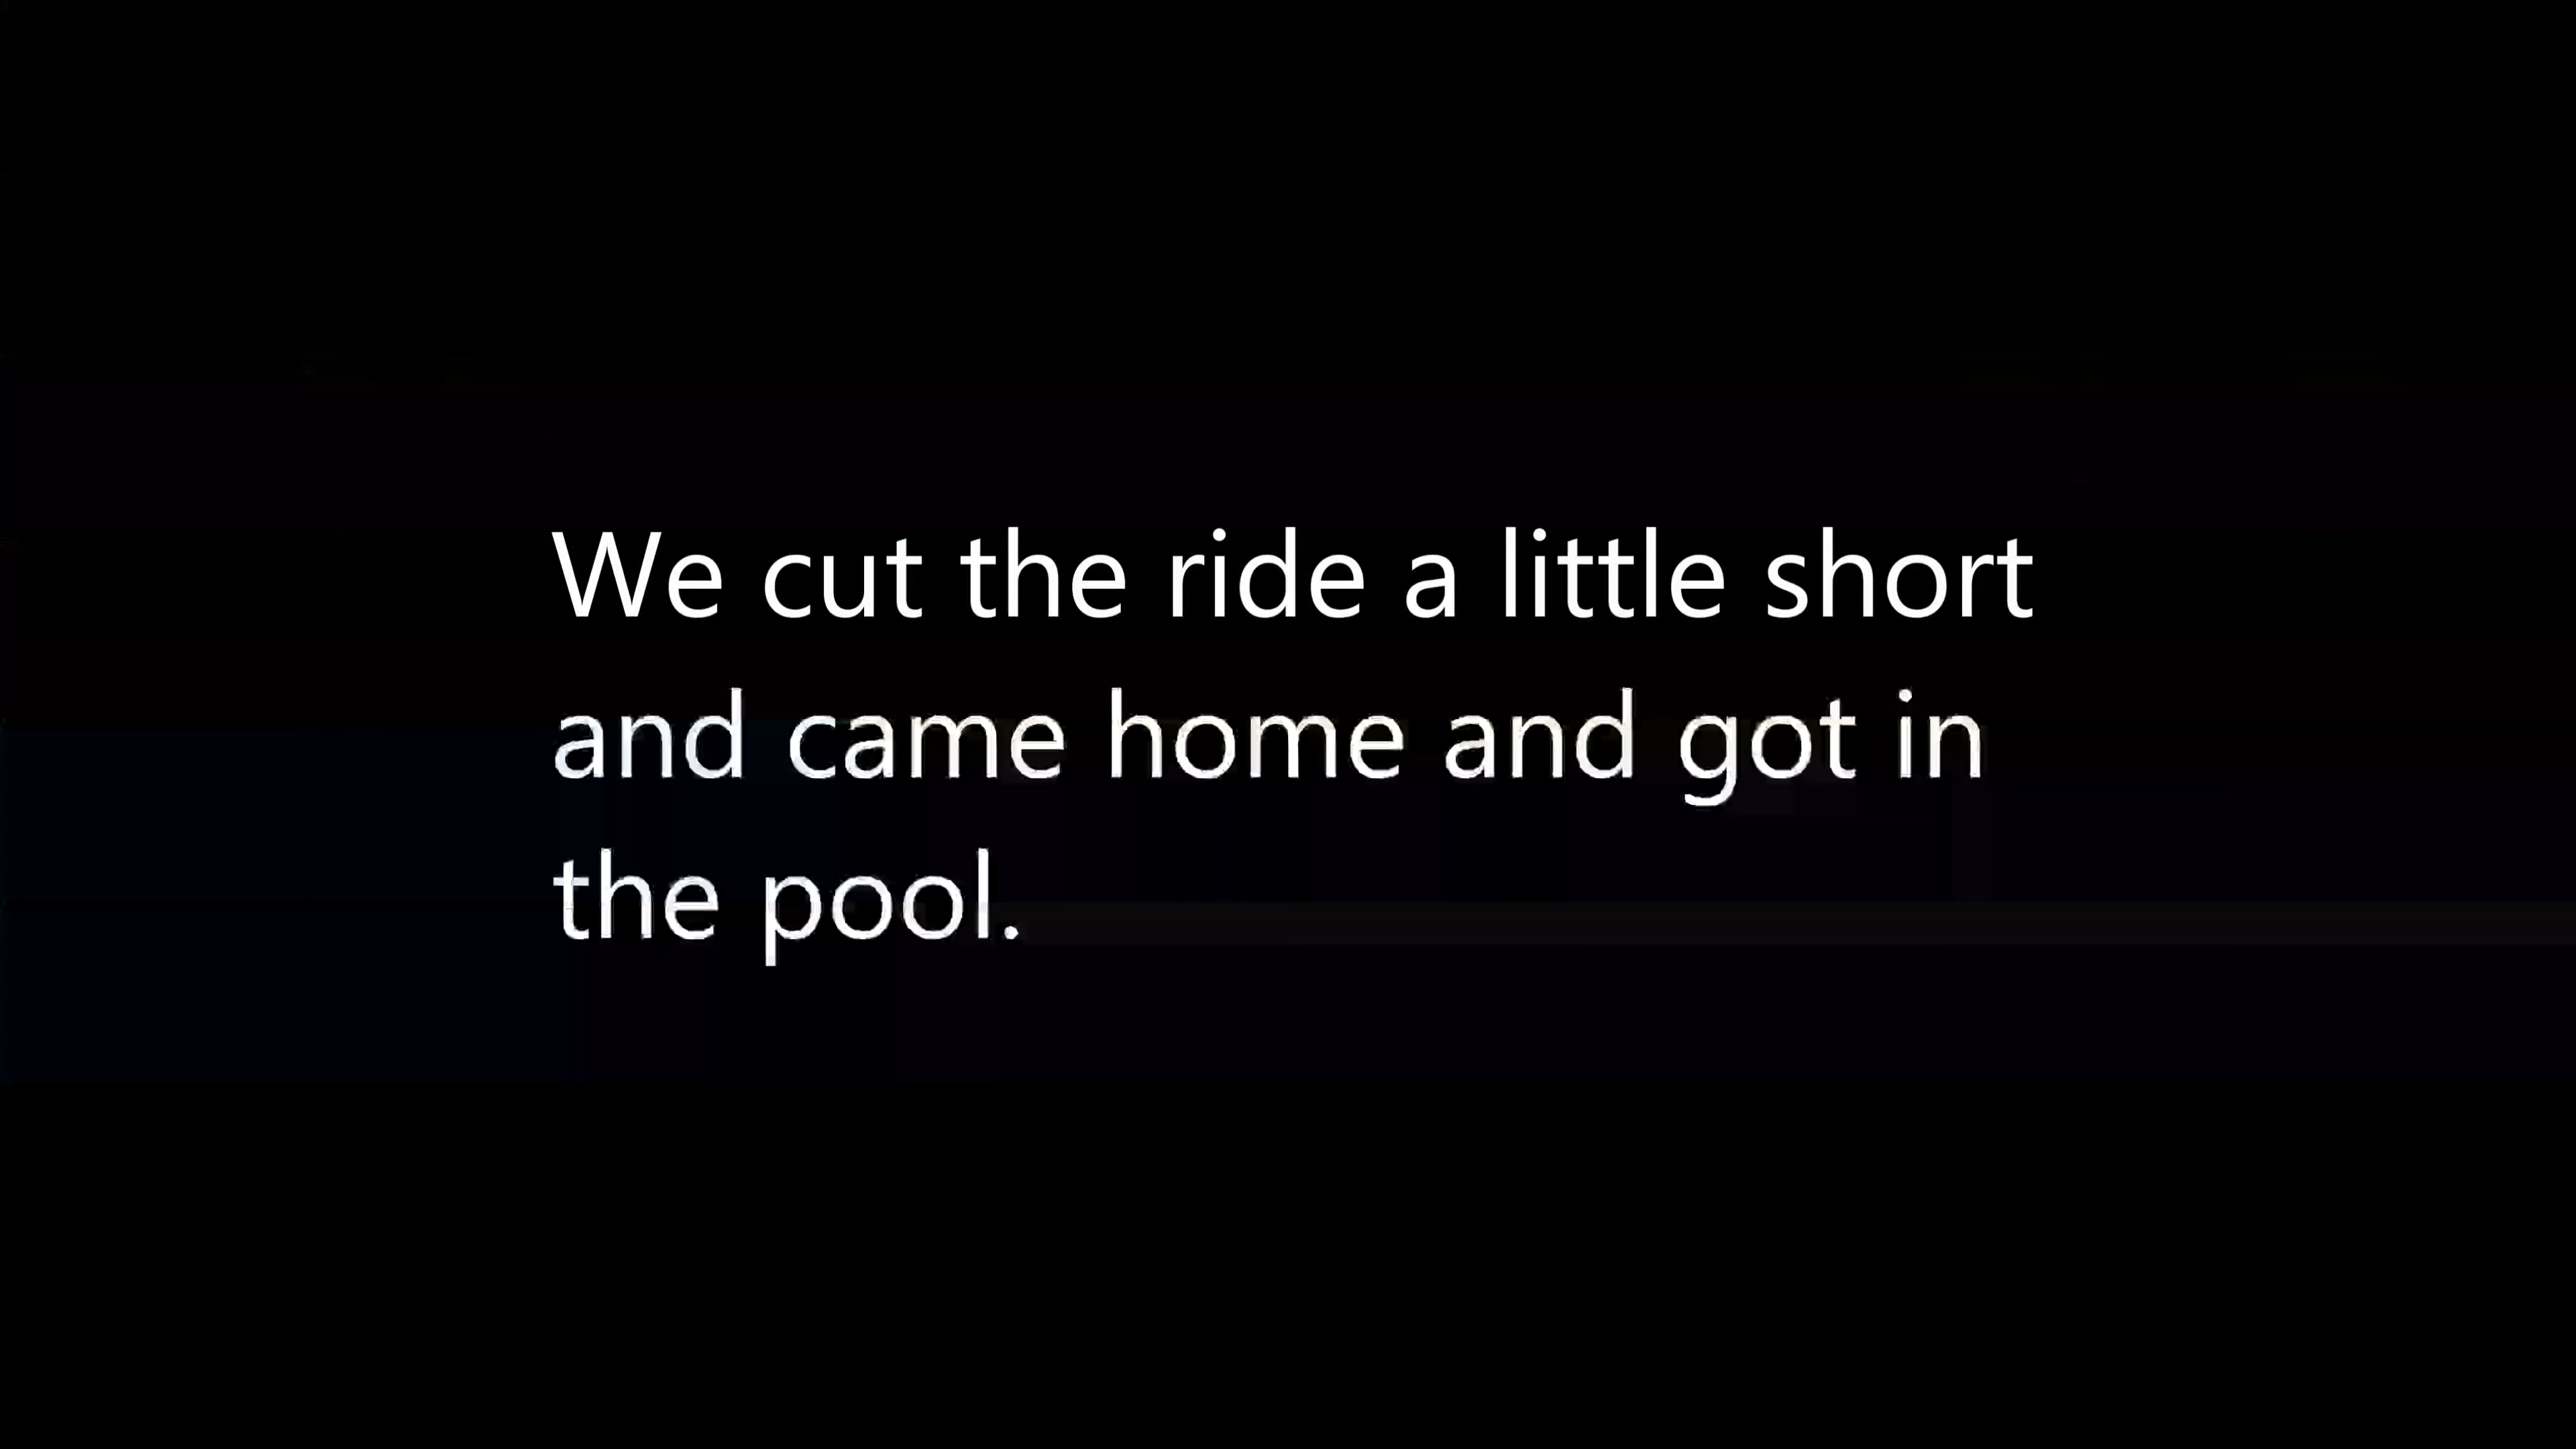 We cut the ride a little short
and came home and got in
the pool.